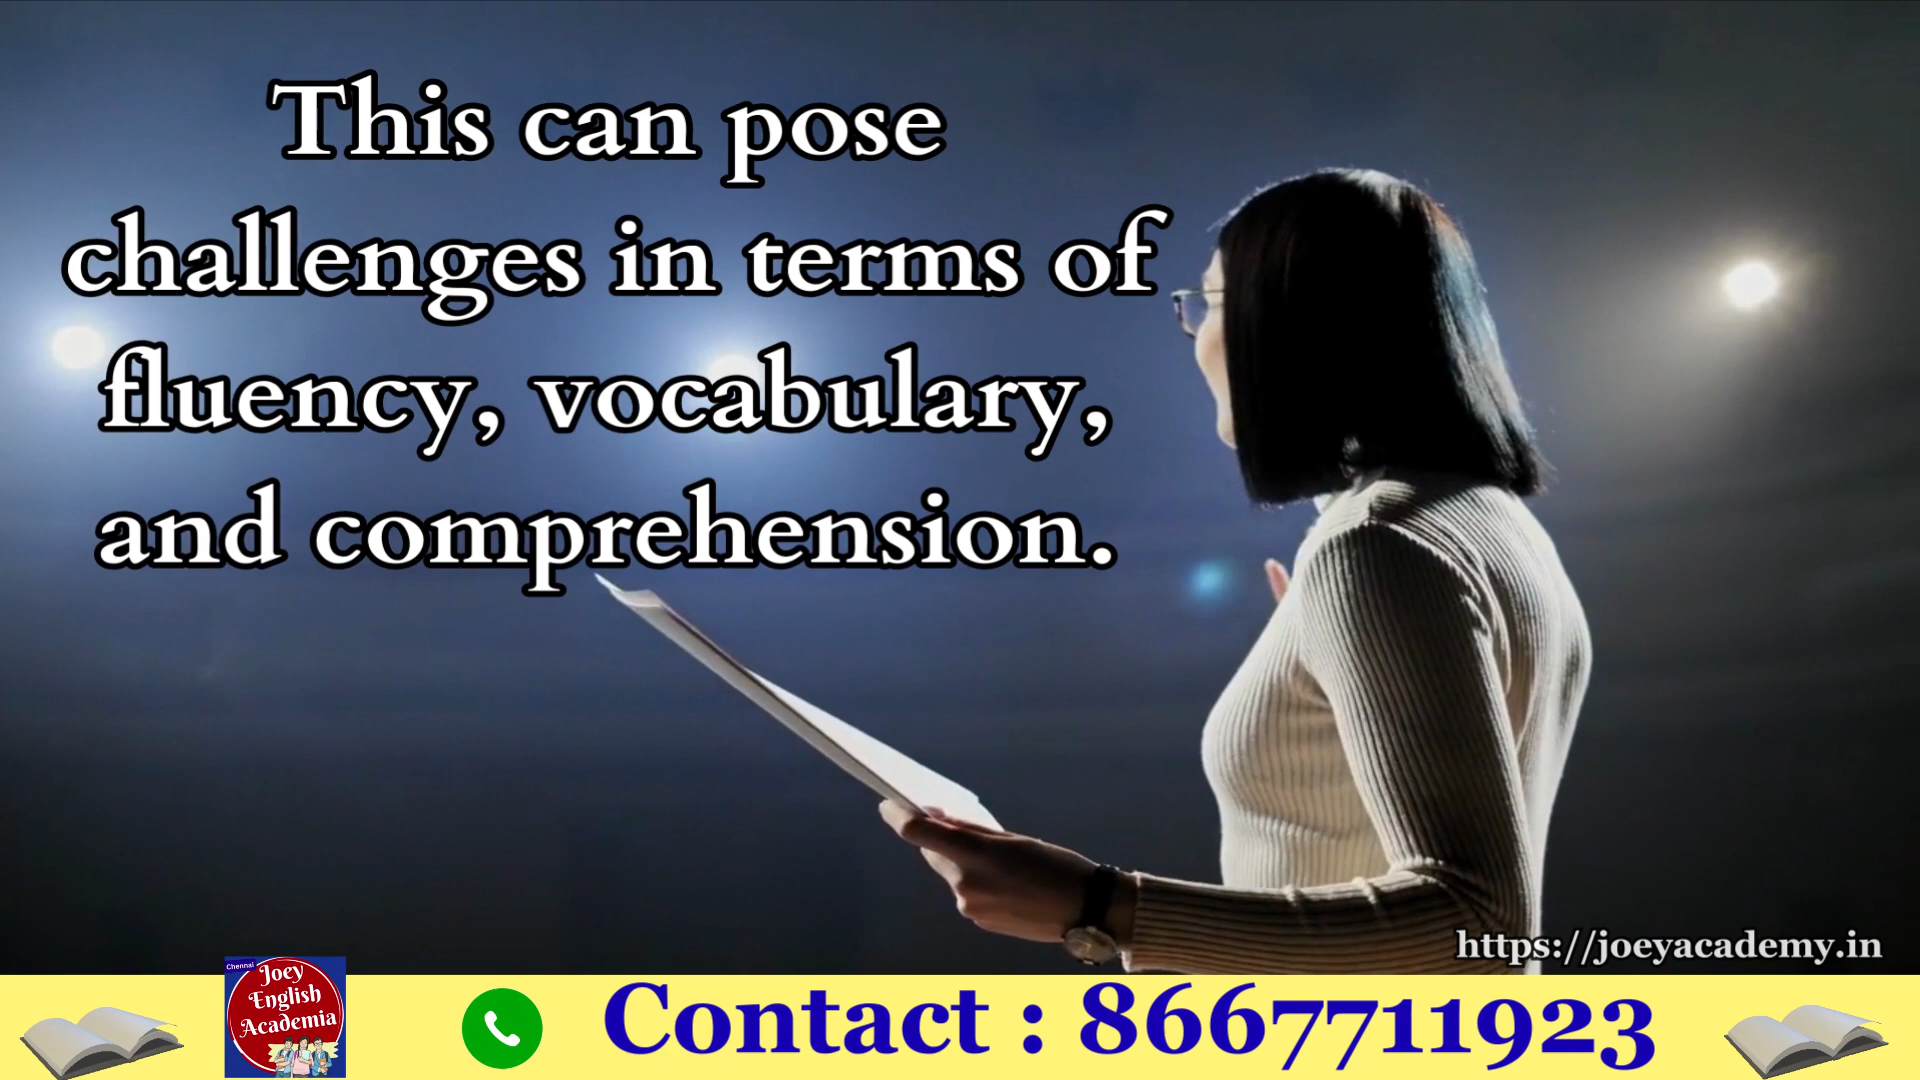 This can pose
challenges in terms of
fluency, vocabulary,
and comprehension.
https://joeyacademy.in
Chennai
Joey
English
Academia
Contact : 8667711923